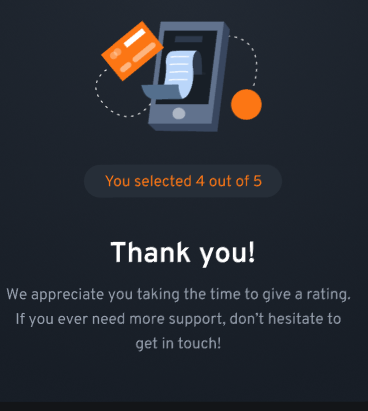 You selected 4 out of 5
Thank you!
We appreciate you taking the time to give a rating.
If you ever need more support, don’t hesitate to
get in touch!